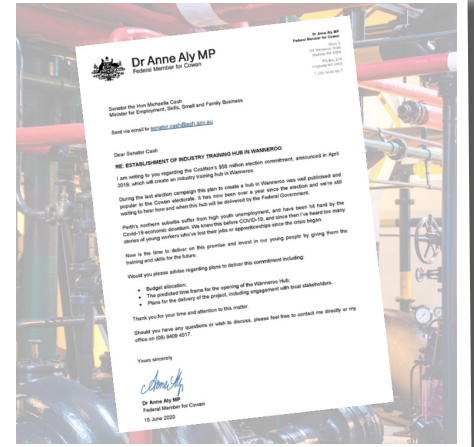 Dr Anne Aly MP
Federal Member for Cowan
Dr Anne Aly MP
Federal Member for Cowan
Senator the Hon Michaelia Cash
Minister for Employment, Skills, Small and Family Business
Sent via email to senator.cash@aph.gov.au
Dear Senator Cash
RE: ESTABLISHMENT OF INDUSTRY TRAINING HUB IN WANNEROO
I am writing to you regarding the Coalition's $50 million election commitment, announced in April
2019, which will create an industry training hub in Wanneroo.
During the last election campaign this plan to create a hub in Wanneroo was well publicised and
popular in the Cowan electorate. It has now been over a year since the election and we're still
waiting to hear how and when this hub will be delivered by the Federal Government.
Perth's northern suburbs suffer from high youth unemployment, and have been hit hard by the
Covid-19 economic downturn. We knew this before COVID-19, and since then I've heard too many
stories of young workers who've lost their jobs or apprenticeships since the crisis began.
Now is the time to deliver on this promise and invest in our young people by giving them the
training and skills for the future.
Would you please advise regarding plans to deliver this commitment including:
• Budget allocation;
• The predicted time frame for the opening of the Wanneroo Hub;
• Plans for the delivery of the project, including engagement with local stakeholders.
Thank you for your time and attention to this matter.
Should you have any questions or wish to discuss, please feel free to contact me directly or my
office on (08) 9409 4517.
Yours sincerely
Dr Anne Aly MP
Federal Member for Cowan
15 June 2020